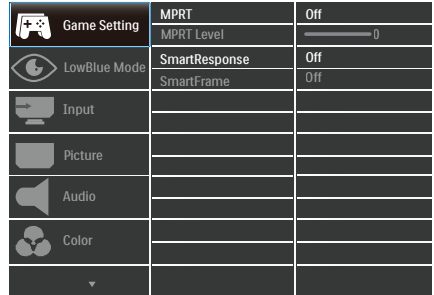 Game Setting
MPRT
Off
MPRT Level
0
LowBlue Mode
SmartResponse
Off
SmartFrame
Off
Input
Picture
Audio
Color